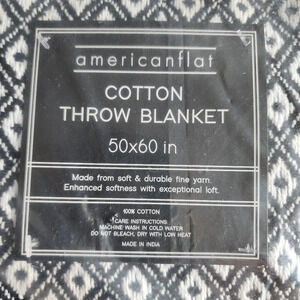 americanflat
COTTON
THROW BLANKET
50x60 in
Made from soft & durable fine yarn.
Enhanced softness with exceptional loft.
100% COTTON
CARE INSTRUCTIONS:
MACHINE WASH IN COLD WATER
DO NOT BLEACH, DRY WITH LOW HEAT
MADE IN INDIA